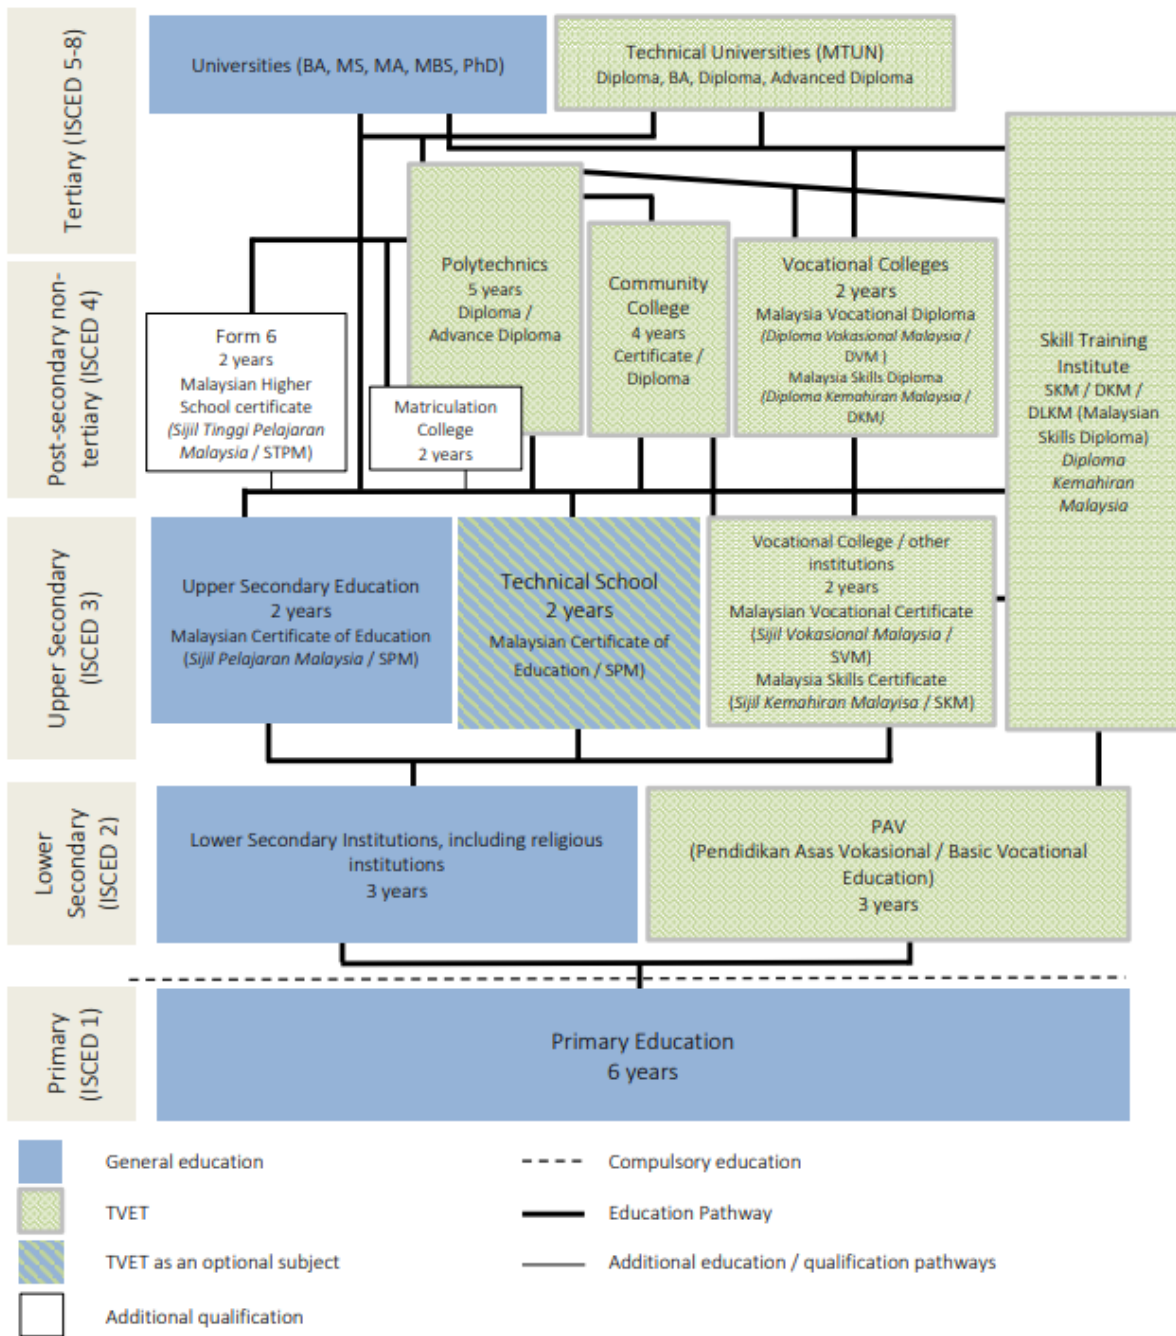 Tertiary (ISCED 5-8)
Universities (BA, MS, MA, MBS, PhD)
Technical Universities (MTUN)
Diploma, BA, Diploma, Advanced Diploma
Post-secondary non-
tertiary (ISCED 4)
Form 6
2 years
Malaysian Higher
School certificate
(Sijil Tinggi Pelajaran
Malaysia / STPM)
Matriculation
College
2 years
Polytechnics
5 years
Diploma /
Advance Diploma
Community
College
4 years
Certificate /
Diploma
Vocational Colleges
2 years
Malaysia Vocational Diploma
(Diploma Vokasional Malaysia /
DVM )
Malaysia Skills Diploma
(Diploma Kemahiran Malaysia /
DKM)
Skill Training
Institute
SKM / DKM /
DLKM (Malaysian
Skills Diploma)
Diploma
Kemahiran
Malaysia
Upper Secondary
(ISCED 3)
Upper Secondary Education
2 years
Malaysian Certificate of Education
(Sijil Pelajaran Malaysia / SPM)
Technical School
2 years
Malaysian Certificate of
Education / SPM)
Vocational College / other
institutions
2 years
Malaysian Vocational Certificate
(Sijil Vokasional Malaysia /
SVM)
Malaysia Skills Certificate
(Sijil Kemahiran Malayisa / SKM)
Lower
Secondary
(ISCED 2)
Lower Secondary Institutions, including religious
institutions
3 years
PAV
(Pendidikan Asas Vokasional / Basic Vocational
Education)
3 years
Primary
(ISCED 1)
Primary Education
6 years
General education
Compulsory education
TVET
Education Pathway
TVET as an optional subject
Additional education / qualification pathways
Additional qualification